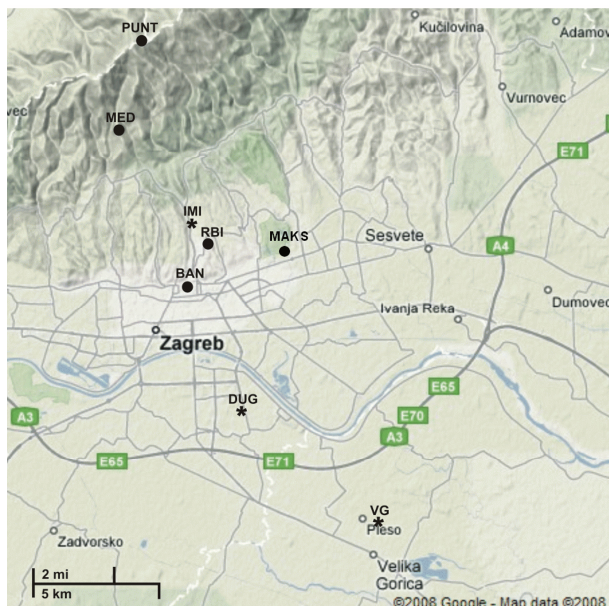 PUNT
Kučilovina
Adamov
MED
vec
Vurnovec
E71
IMI
RBI
MAKS
Sesvete
A4
BAN
Dumovec
Ivanja Reka
Zagreb
E65
DUG
A3
E70
A3
E65
E71
VG
Pleso
Zadvorsko
Velika
Gorica
2 mi
5 km
©2008 Google - Map data ©2008